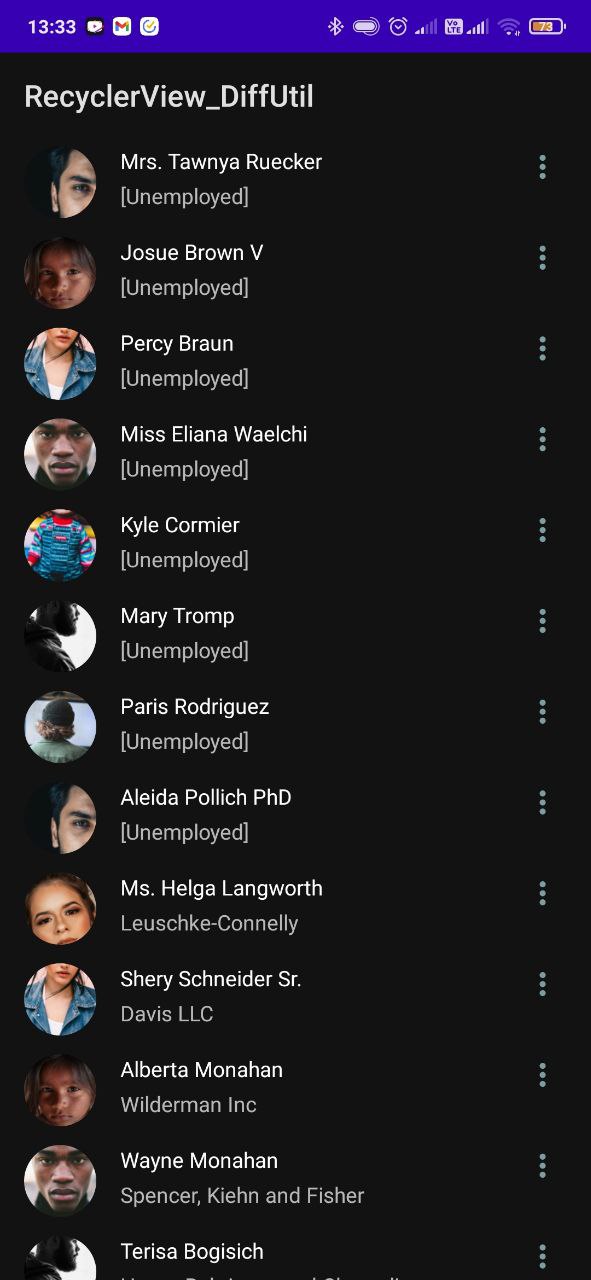 13:33
Vo
LTE
73
RecyclerView_DiffUtil
Mrs. Tawnya Ruecker
[Unemployed]
Josue Brown V
[Unemployed]
Percy Braun
[Unemployed]
Miss Eliana Waelchi
[Unemployed]
Kyle Cormier
[Unemployed]
Mary Tromp
[Unemployed]
Paris Rodriguez
[Unemployed]
Aleida Pollich PhD
[Unemployed]
Ms. Helga Langworth
Leuschke-Connelly
Shery Schneider Sr.
Davis LLC
Alberta Monahan
Wilderman Inc
Wayne Monahan
Spencer, Kiehn and Fisher
Terisa Bogisich